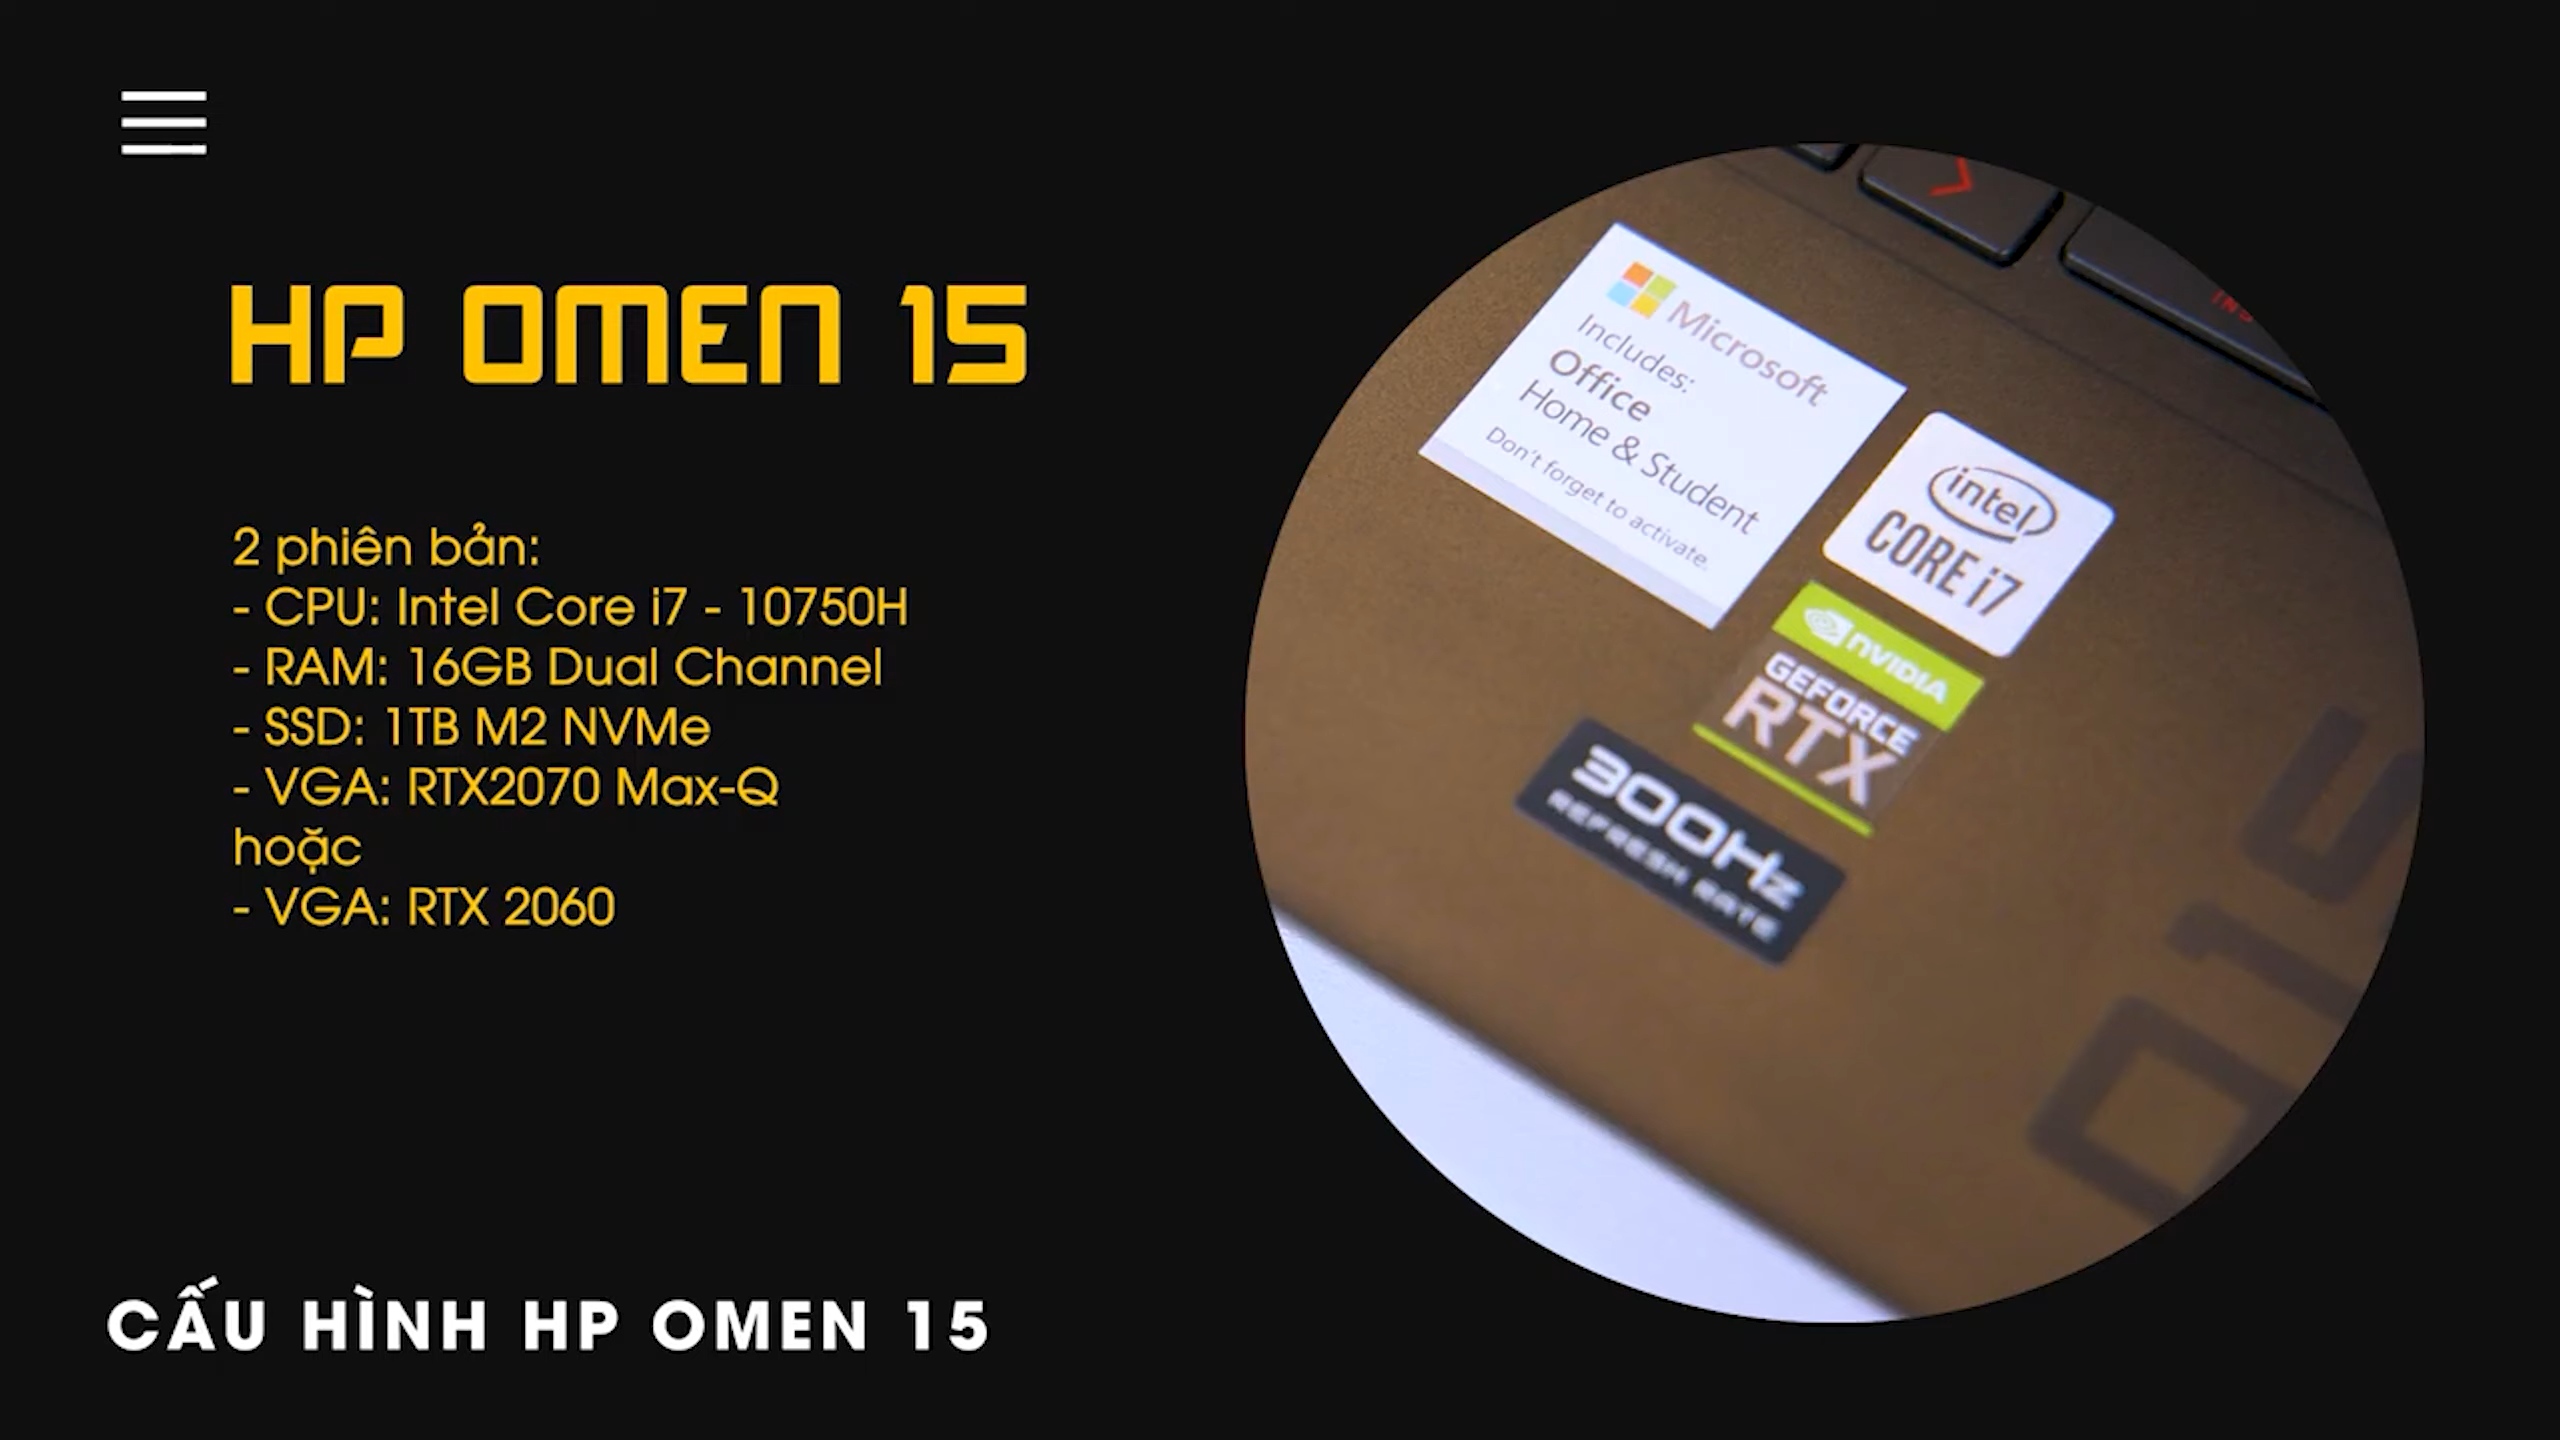 HP OMEN 15
2 phiên bản:
- CPU: Intel Core i7 - 10750H
- RAM: 16GB Dual Channel
- SSD: 1TB M2 NVMe
- VGA: RTX2070 Max-Q
hoặc
- VGA: RTX 2060
CẤU HÌNH HP OMEN 15
Microsoft
Includes:
Office
Home & Student
Don't forget to activate.
intel
CORE i7
NVIDIA
GEFORCE
RTX
300Hz
REFRESH RATE
INS
015